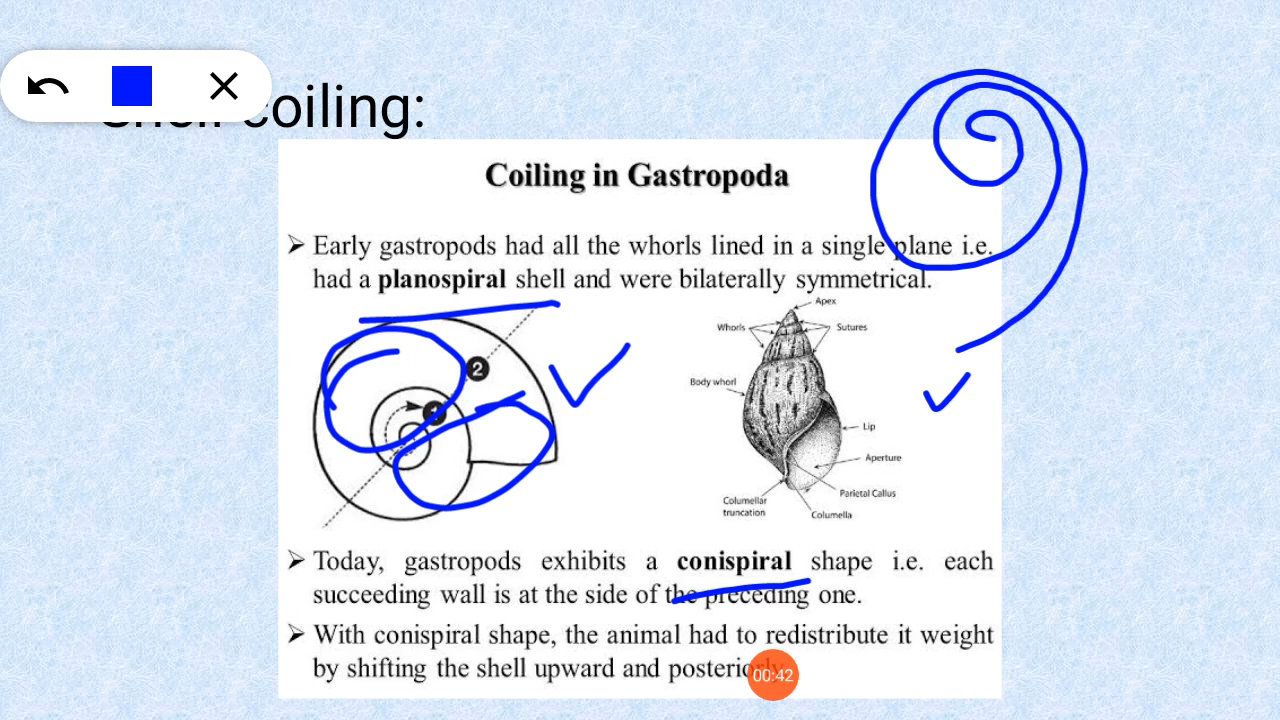 Shell coiling:
Coiling in Gastropoda
➢ Early gastropods had all the whorls lined in a single plane i.e.
had a planospiral shell and were bilaterally symmetrical.
Apex
Whorls
Sutures
2
Body whorl
1
Lip
Aperture
Parietal Callus
Columellar
truncation
Columella
➢ Today, gastropods exhibits a conispiral shape i.e. each
succeeding wall is at the side of the preceding one.
➢ With conispiral shape, the animal had to redistribute it weight
by shifting the shell upward and posteriorly.
00:42